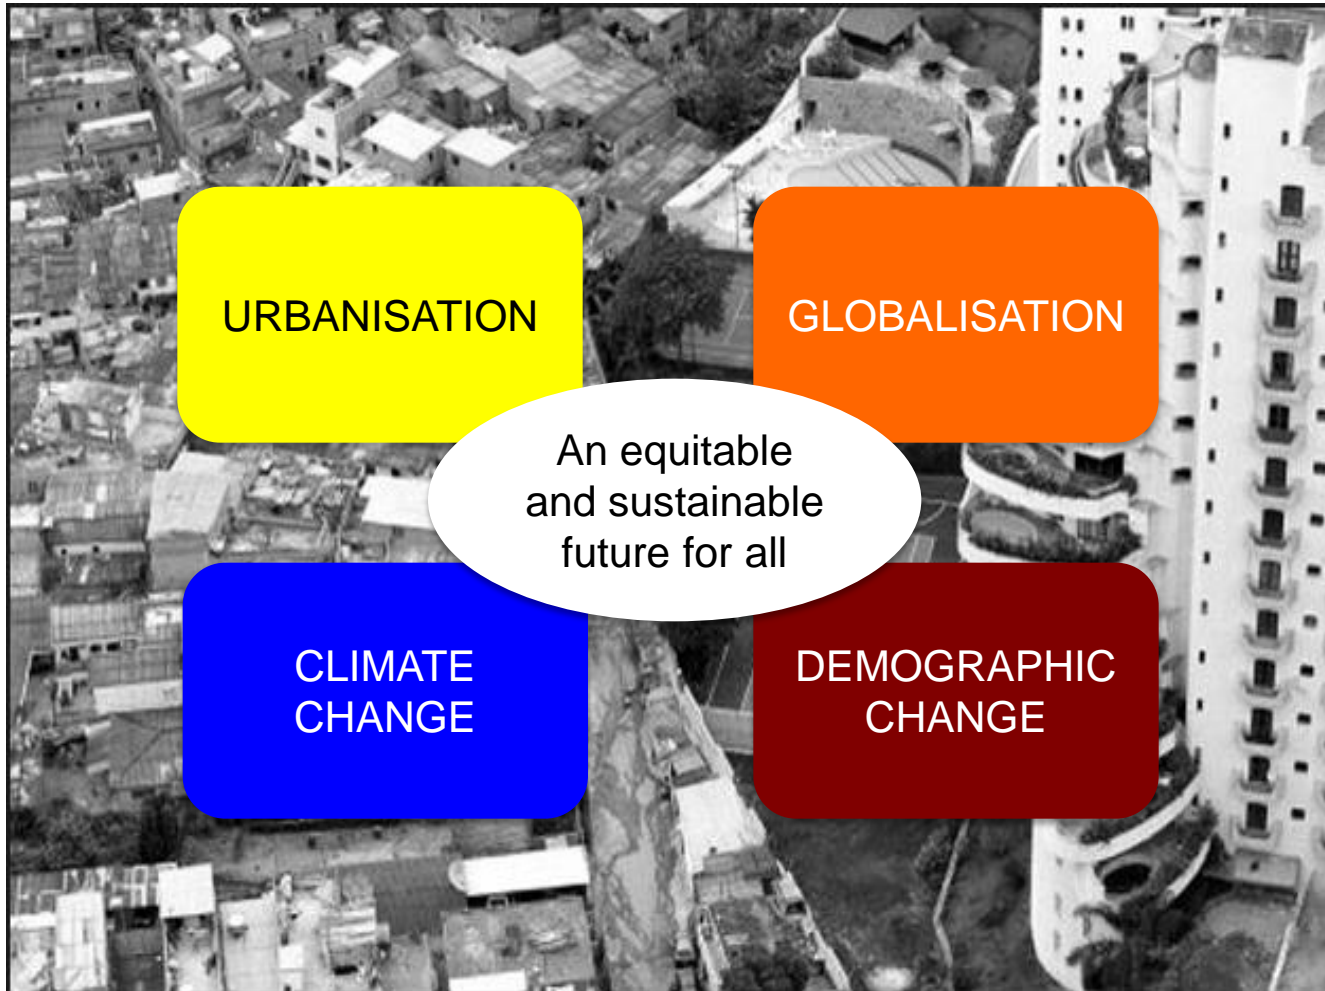 URBANISATION
GLOBALISATION
An equitable
and sustainable
future for all
CLIMATE
CHANGE
DEMOGRAPHIC
CHANGE